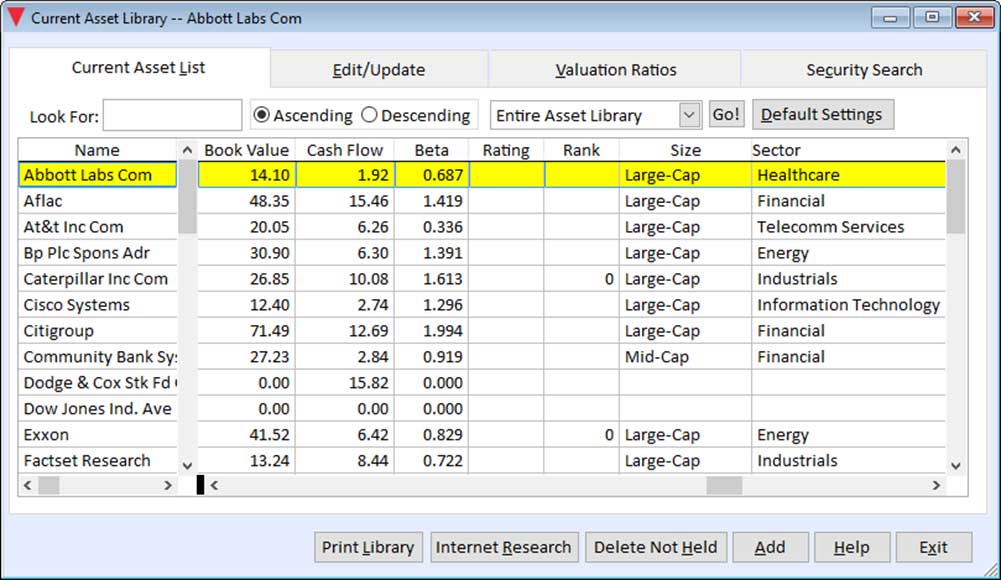 Current Asset Library -- Abbott Labs Com
Current Asset List Edit/Update Valuation Ratios Security Search
Look For: Ascending Descending Entire Asset Library Go! Default Settings
Name Book Value Cash Flow Beta Rating Rank Size Sector
Abbott Labs Com 14.10 1.92 0.687 Large-Cap Healthcare
Aflac 48.35 15.46 1.419 Large-Cap Financial
At&t Inc Com 20.05 6.26 0.336 Large-Cap Telecomm Services
Bp Plc Spons Adr 30.90 6.30 1.391 Large-Cap Energy
Caterpillar Inc Com 26.85 10.08 1.613 0 Large-Cap Industrials
Cisco Systems 12.40 2.74 1.296 Large-Cap Information Technology
Citigroup 71.49 12.69 1.994 Large-Cap Financial
Community Bank Sy 27.23 2.84 0.919 Mid-Cap Financial
Dodge & Cox Stk Fd 0.00 15.82 0.000
Dow Jones Ind. Ave 0.00 0.00 0.000
Exxon 41.52 6.42 0.829 0 Large-Cap Energy
Factset Research 13.24 8.44 0.722 Large-Cap Industrials
Print Library Internet Research Delete Not Held Add Help Exit